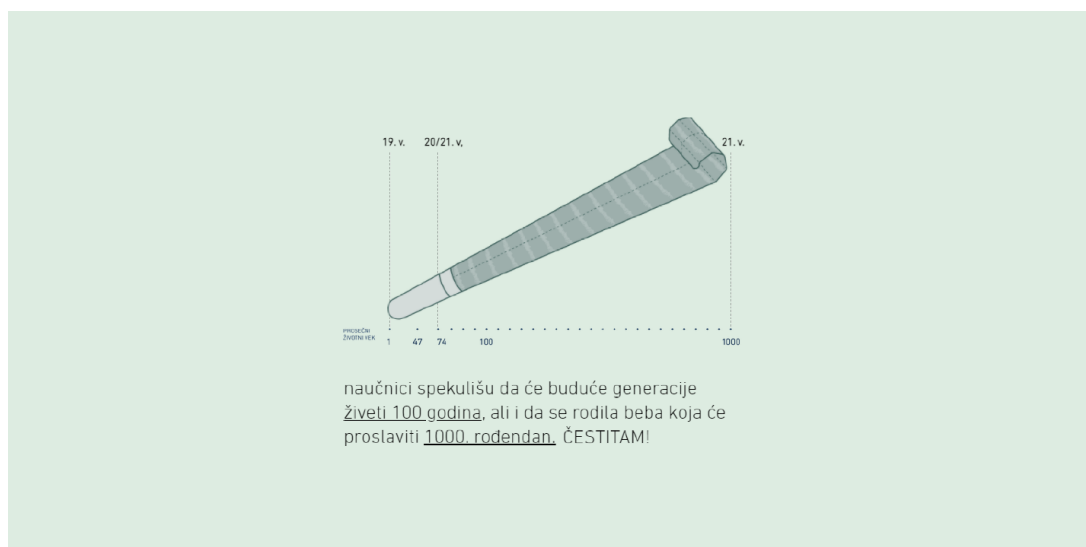 19. v. 20/21. v, 21. v.
PROSEČNI
ŽIVOTNI VEK
1 47 74 100 1000
naučnici spekulišu da će buduće generacije
živeti 100 godina, ali i da se rodila beba koja će
proslaviti 1000. rođendan. ČESTITAM!